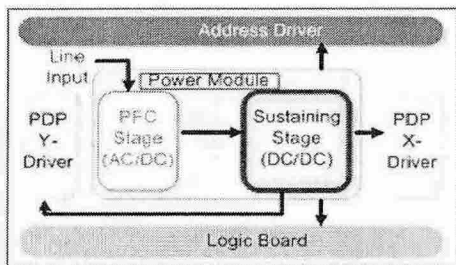 Address Driver
Line
Input
Power Module
PDP
Y-
Driver
PFC
Stage
(AC/DC)
Sustaining
Stage
(DC/DC)
PDP
X-
Driver
Logic Board